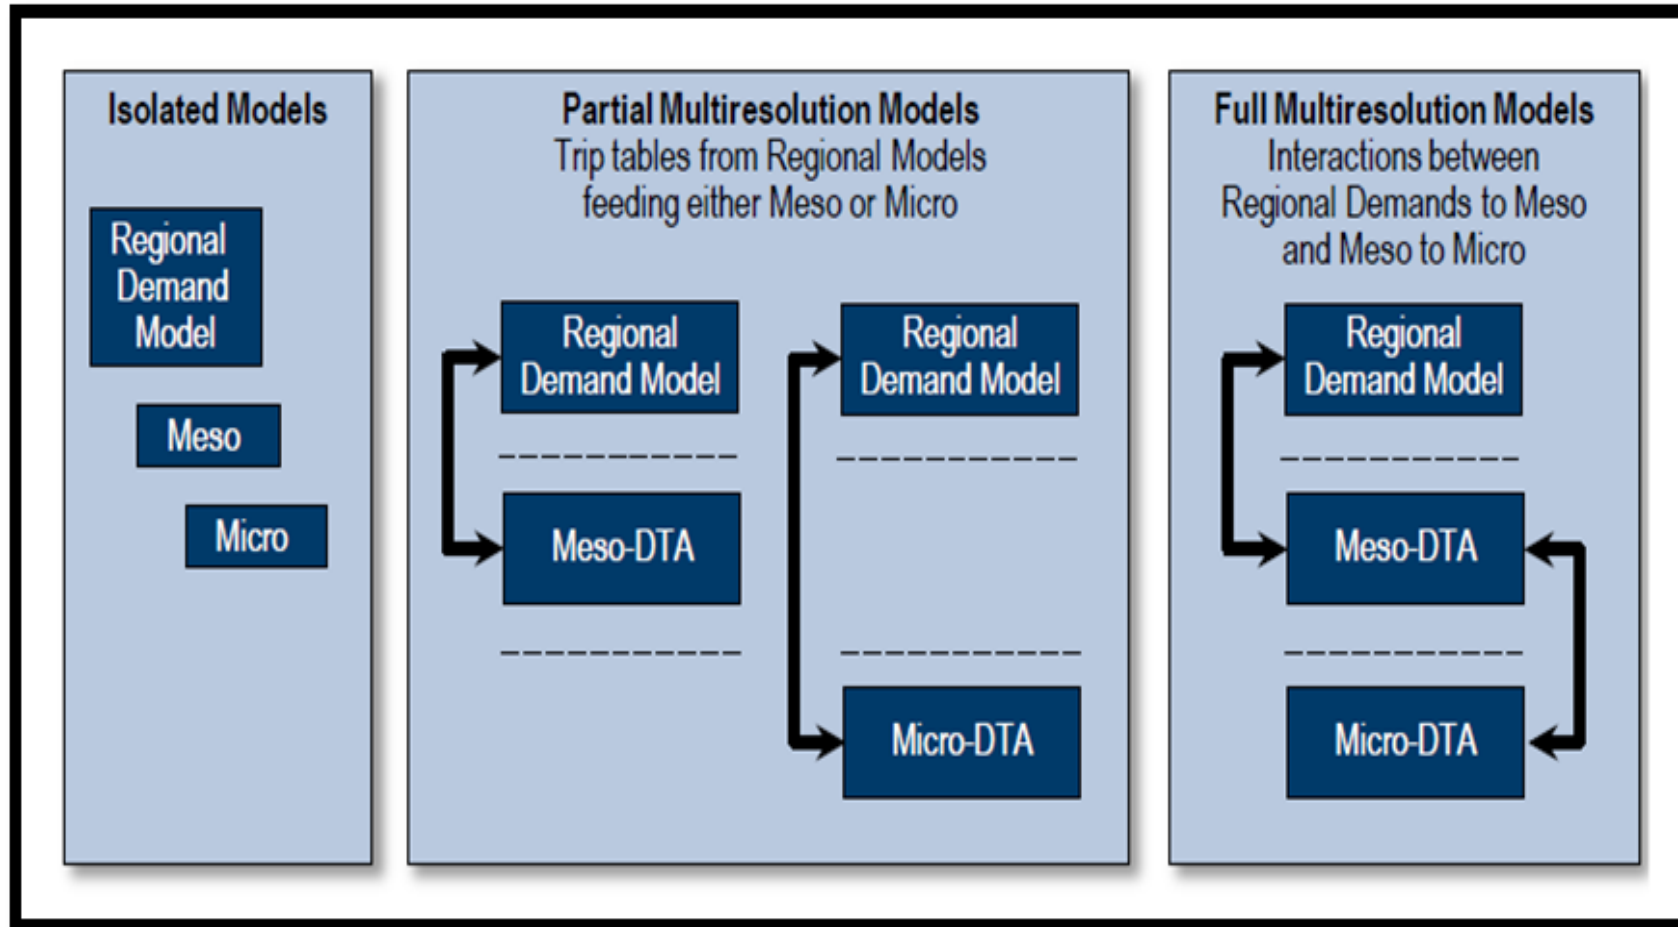 Isolated Models
Regional
Demand
Model
Meso
Micro
Partial Multiresolution Models
Trip tables from Regional Models
feeding either Meso or Micro
Regional
Demand Model
Meso-DTA
Regional
Demand Model
Micro-DTA
Full Multiresolution Models
Interactions between
Regional Demands to Meso
and Meso to Micro
Regional
Demand Model
Meso-DTA
Micro-DTA